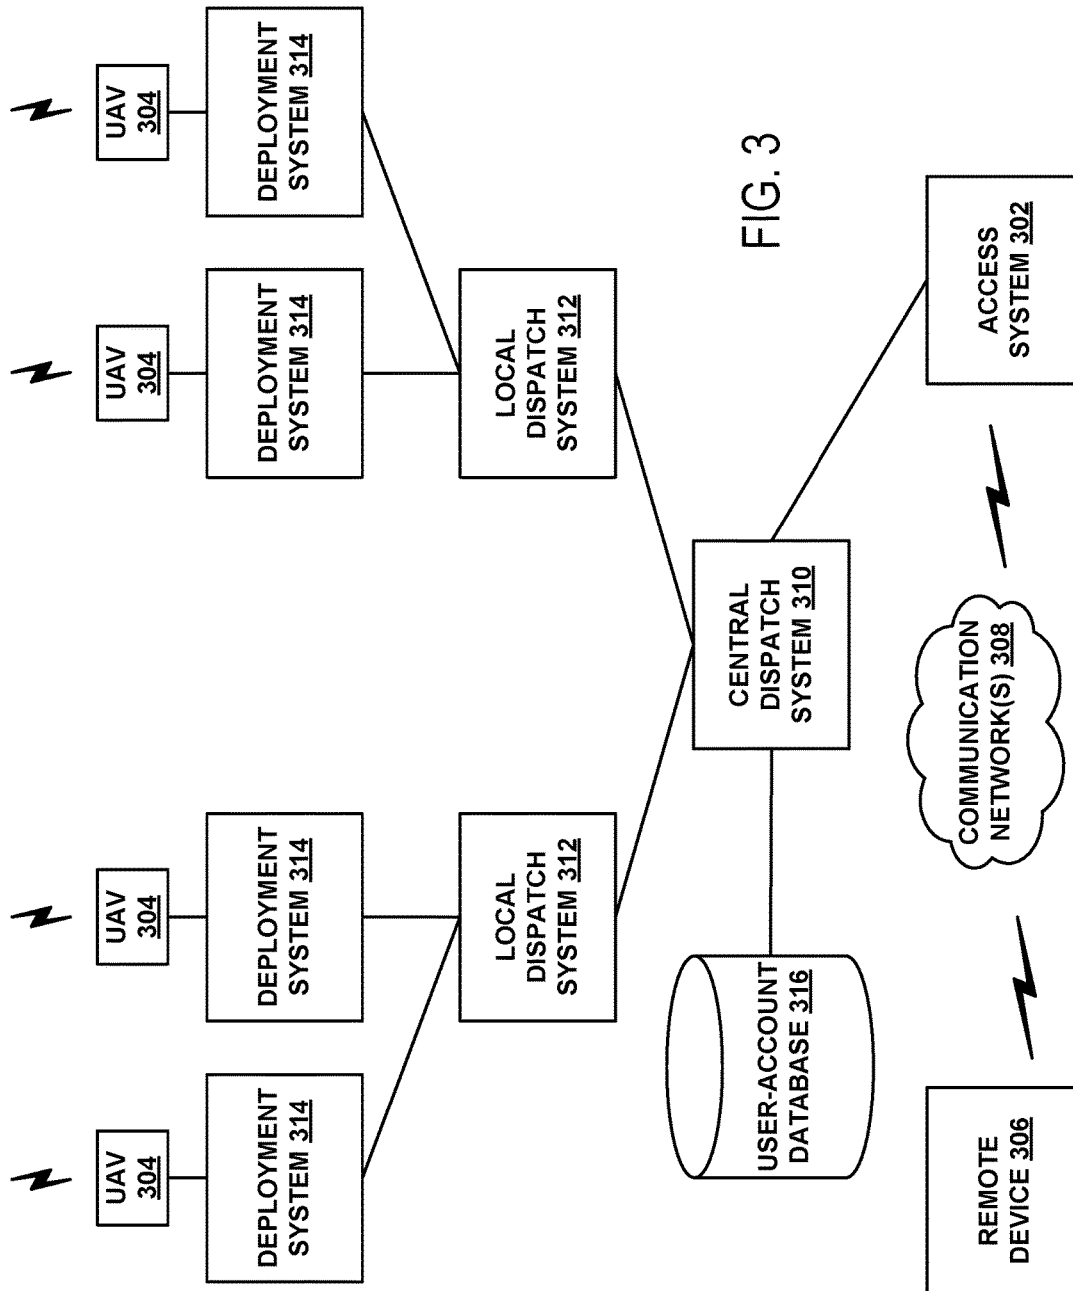 UAV
304
UAV
304
UAV
304
UAV
304
DEPLOYMENT
SYSTEM 314
DEPLOYMENT
SYSTEM 314
DEPLOYMENT
SYSTEM 314
DEPLOYMENT
SYSTEM 314
LOCAL
DISPATCH
SYSTEM 312
LOCAL
DISPATCH
SYSTEM 312
USER-ACCOUNT
DATABASE 316
CENTRAL
DISPATCH
SYSTEM 310
FIG. 3
REMOTE
DEVICE 306
COMMUNICATION
NETWORK(S) 308
ACCESS
SYSTEM 302